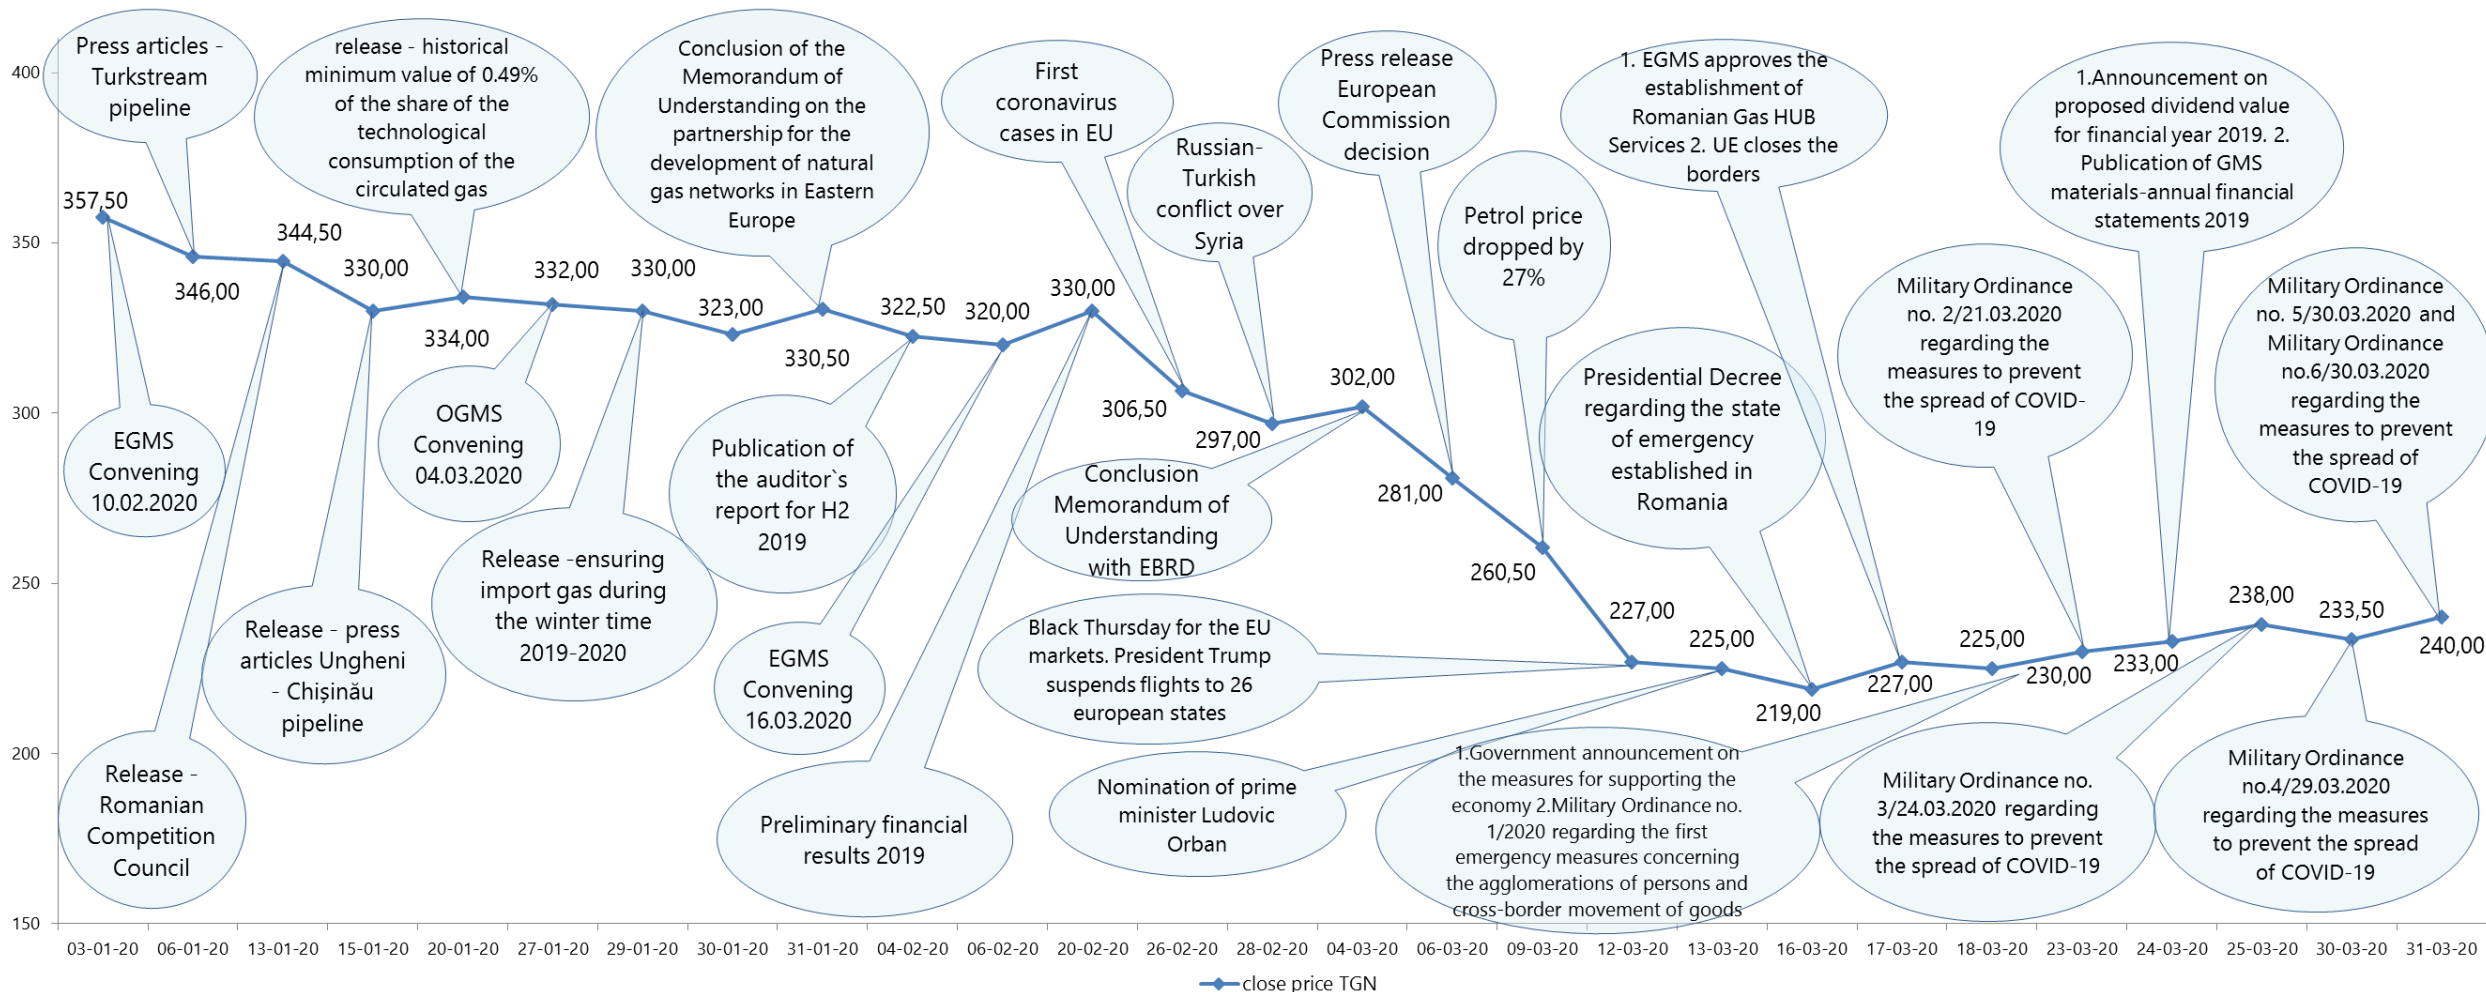 Press articles -
Turkstream
pipeline
release - historical
minimum value of 0.49%
of the share of the
technological
consumption of the
circulated gas
Conclusion of the
Memorandum of
Understanding on the
partnership for the
development of natural
gas networks in Eastern
Europe
First
coronavirus
cases in EU
Russian-
Turkish
conflict over
Syria
Press release
European
Commission
decision
Petrol price
dropped by
27%
1. EGMS approves the
establishment of
Romanian Gas HUB
Services 2. UE closes the
borders
1.Announcement on
proposed dividend value
for financial year 2019. 2.
Publication of GMS
materials-annual financial
statements 2019
Military Ordinance
no. 2/21.03.2020
regarding the
measures to prevent
the spread of COVID-
19
Military Ordinance
no. 5/30.03.2020 and
Military Ordinance
no.6/30.03.2020
regarding the
measures to prevent
the spread of
COVID-19
Presidential Decree
regarding the state
of emergency
established in
Romania
400
350
300
250
200
150
357,50
346,00
344,50
330,00
334,00
332,00
330,00
323,00
330,50
322,50
320,00
330,00
306,50
297,00
302,00
281,00
260,50
227,00
225,00
219,00
227,00
225,00
230,00
233,00
238,00
233,50
240,00
EGMS
Convening
10.02.2020
Release -
Romanian
Competition
Council
Release - press
articles Ungheni
- Chișinău
pipeline
OGMS
Convening
04.03.2020
Release -ensuring
import gas during
the winter time
2019-2020
Publication of
the auditor`s
report for H2
2019
EGMS
Convening
16.03.2020
Preliminary financial
results 2019
Conclusion
Memorandum of
Understanding
with EBRD
Black Thursday for the EU
markets. President Trump
suspends flights to 26
european states
Nomination of prime
minister Ludovic
Orban
1.Government announcement on
the measures for supporting the
economy 2.Military Ordinance no.
1/2020 regarding the first
emergency measures concerning
the agglomerations of persons and
cross-border movement of goods
Military Ordinance no.
3/24.03.2020 regarding
the measures to prevent
the spread of COVID-19
Military Ordinance
no.4/29.03.2020
regarding the measures
to prevent the spread
of COVID-19
03-01-20 06-01-20 13-01-20 15-01-20 20-01-20 27-01-20 29-01-20 30-01-20 31-01-20 04-02-20 06-02-20 20-02-20 26-02-20 28-02-20 04-03-20 06-03-20 09-03-20 12-03-20 13-03-20 16-03-20 17-03-20 18-03-20 23-03-20 24-03-20 25-03-20 30-03-20 31-03-20
close price TGN